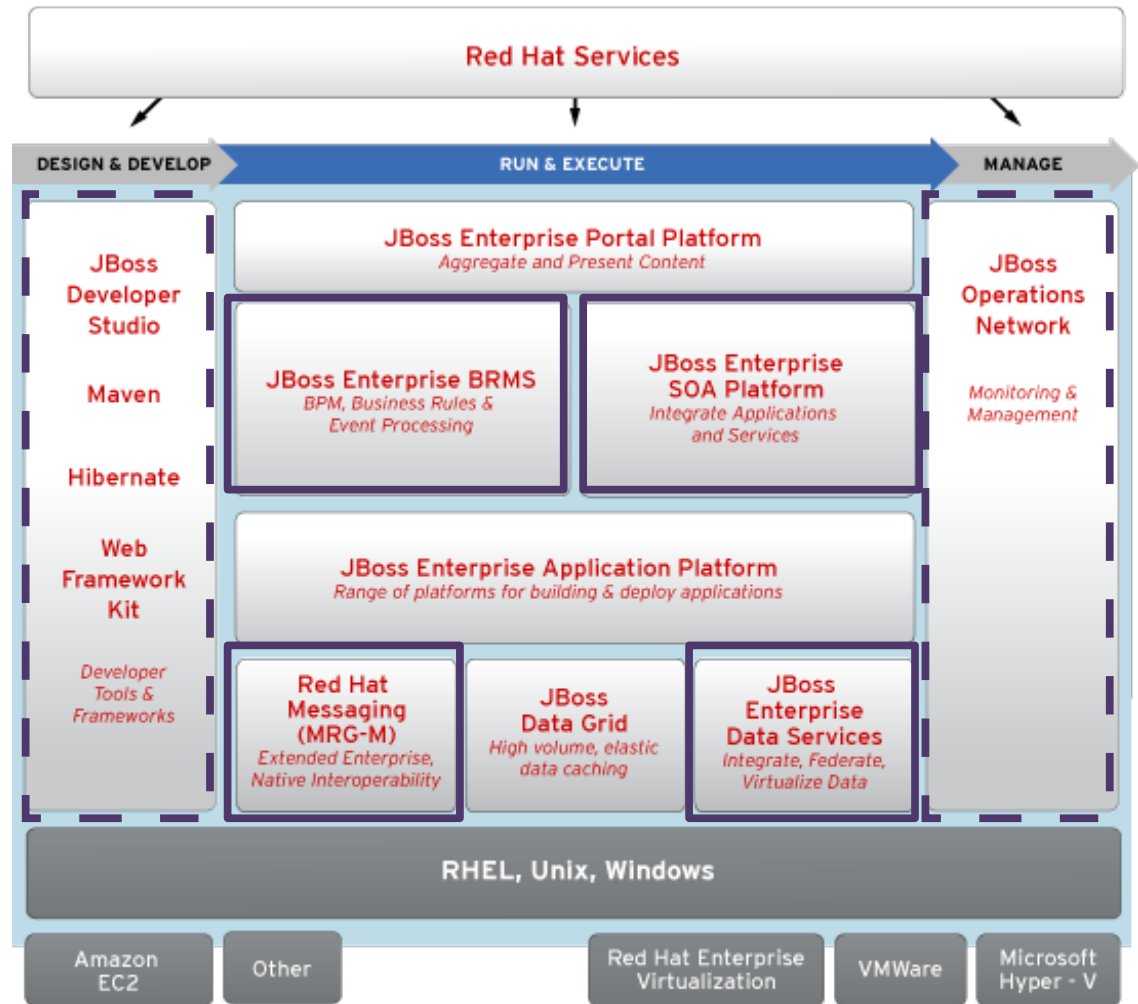 Red Hat Services
DESIGN & DEVELOP
RUN & EXECUTE
MANAGE
JBoss
Developer
Studio
Maven
Hibernate
Web
Framework
Kit
Developer
Tools &
Frameworks
JBoss Enterprise Portal Platform
Aggregate and Present Content
JBoss Enterprise BRMS
BPM, Business Rules &
Event Processing
JBoss Enterprise
SOA Platform
Integrate Applications
and Services
JBoss Enterprise Application Platform
Range of platforms for building & deploy applications
Red Hat
Messaging
(MRG-M)
Extended Enterprise,
Native Interoperability
JBoss
Data Grid
High volume, elastic
data caching
JBoss
Enterprise
Data Services
Integrate, Federate,
Virtualize Data
JBoss
Operations
Network
Monitoring &
Management
RHEL, Unix, Windows
Amazon
EC2
Other
Red Hat Enterprise
Virtualization
VMWare
Microsoft
Hyper - V